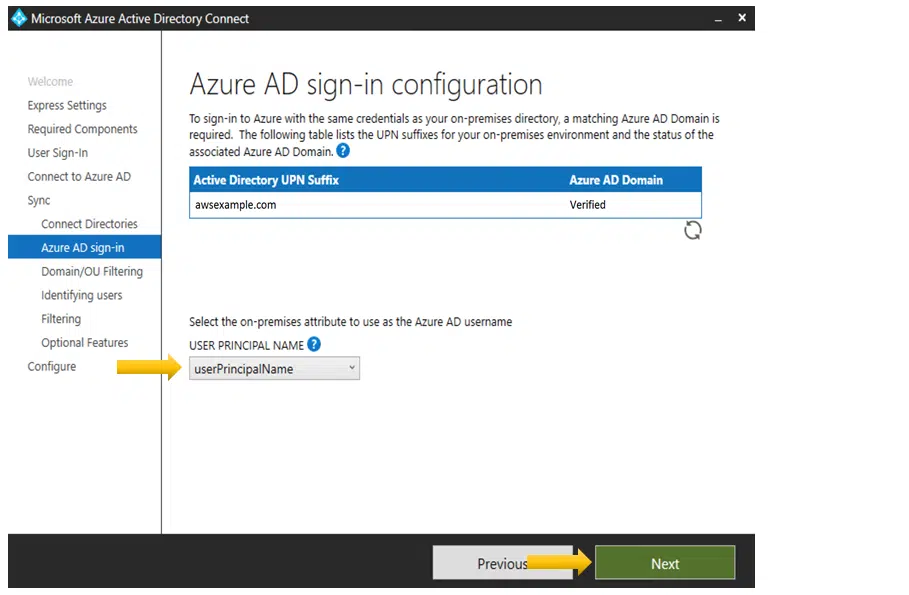 Microsoft Azure Active Directory Connect
Welcome
Express Settings
Required Components
User Sign-In
Connect to Azure AD
Sync
Connect Directories
Azure AD sign-in
Domain/OU Filtering
Identifying users
Filtering
Optional Features
Configure
Azure AD sign-in configuration
To sign-in to Azure with the same credentials as your on-premises directory, a matching Azure AD Domain is
required. The following table lists the UPN suffixes for your on-premises environment and the status of the
associated Azure AD Domain. ?
Active Directory UPN Suffix Azure AD Domain
awsexample.com Verified
Select the on-premises attribute to use as the Azure AD username
USER PRINCIPAL NAME ?
userPrincipalName
Previous Next